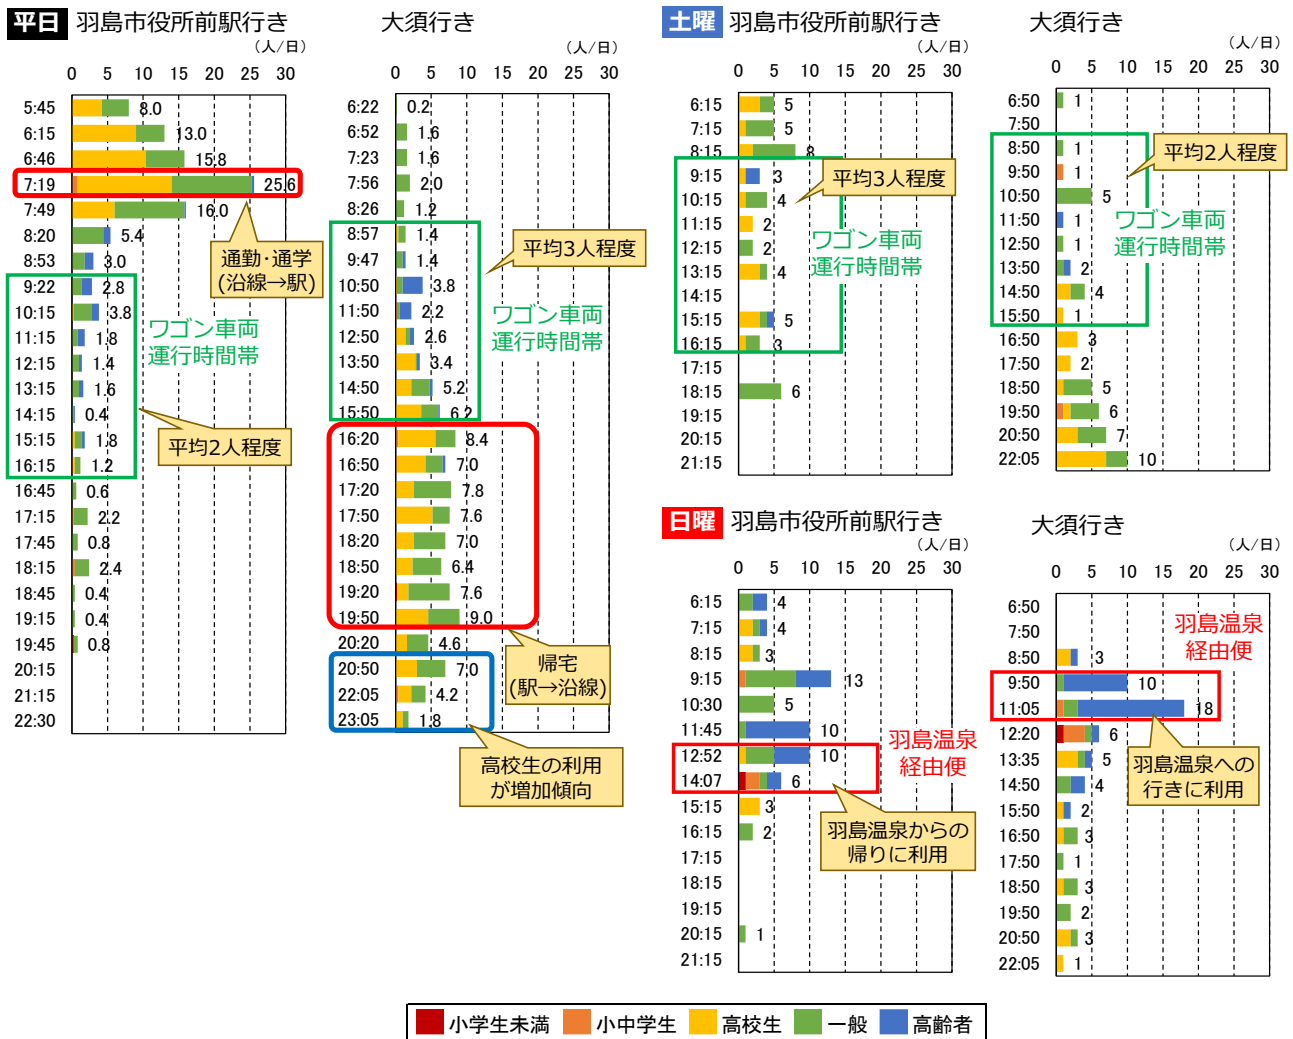 平日 羽島市役所前駅行き
(人/日)
0 5 10 15 20 25 30
5:45 8.0
6:15 13.0
6:46 15.8
7:19 25.6
7:49 16.0
8:20 5.4
8:53 3.0
9:22 2.8
10:15 3.8
11:15 1.8
12:15 1.4
13:15 1.6
14:15 0.4
15:15 1.8
16:15 1.2
16:45 0.6
17:15 2.2
17:45 0.8
18:15 2.4
18:45 0.4
19:15 0.4
19:45 0.8
20:15
21:15
22:30
通勤・通学
(沿線→駅)
ワゴン車両
運行時間帯
平均2人程度
大須行き
(人/日)
0 5 10 15 20 25 30
6:22 0.2
6:52 1.6
7:23 1.6
7:56 2.0
8:26 1.2
8:57 1.4
9:47 1.4
10:50 3.8
11:50 2.2
12:50 2.6
13:50 3.4
14:50 5.2
15:50 6.2
16:20 8.4
16:50 7.0
17:20 7.8
17:50 7.6
18:20 7.0
18:50 6.4
19:20 7.6
19:50 9.0
20:20 4.6
20:50 7.0
22:05 4.2
23:05 1.8
平均3人程度
ワゴン車両
運行時間帯
帰宅
(駅→沿線)
高校生の利用
が増加傾向
土曜 羽島市役所前駅行き
(人/日)
0 5 10 15 20 25 30
6:15 5
7:15 5
8:15 8
9:15 3
10:15 4
11:15 2
12:15 2
13:15 4
14:15
15:15 5
16:15 3
17:15
18:15 6
19:15
20:15
21:15
平均3人程度
ワゴン車両
運行時間帯
大須行き
(人/日)
0 5 10 15 20 25 30
6:50 1
7:50
8:50 1
9:50 1
10:50 5
11:50 1
12:50 1
13:50 2
14:50 4
15:50 1
16:50 3
17:50 2
18:50 5
19:50 6
20:50 7
22:05 10
平均2人程度
ワゴン車両
運行時間帯
日曜 羽島市役所前駅行き
(人/日)
0 5 10 15 20 25 30
6:15 4
7:15 4
8:15 3
9:15 13
10:30 5
11:45 10
12:52 10
14:07 6
15:15 3
16:15 2
17:15
18:15
19:15
20:15 1
21:15
羽島温泉
経由便
羽島温泉からの
帰りに利用
大須行き
(人/日)
0 5 10 15 20 25 30
6:50
7:50
8:50 3
9:50 10
11:05 18
12:20 6
13:35 5
14:50 4
15:50 2
16:50 3
17:50 1
18:50 3
19:50 2
20:50 3
22:05 1
羽島温泉
経由便
羽島温泉への
行きに利用
小学生未満 小中学生 高校生 一般 高齢者